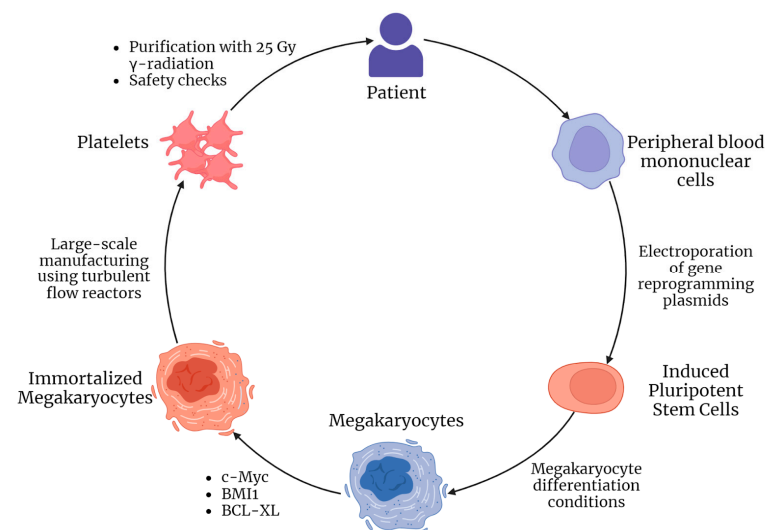 • Purification with 25 Gy
γ-radiation
• Safety checks
Patient
Platelets
Peripheral blood
mononuclear
cells
Large-scale
manufacturing
using turbulent
flow reactors
Electroporation
of gene
reprogramming
plasmids
Immortalized
Megakaryocytes
Induced
Pluripotent
Stem Cells
Megakaryocytes
Megakaryocyte
differentiation
conditions
• c-Myc
• BMI1
• BCL-XL